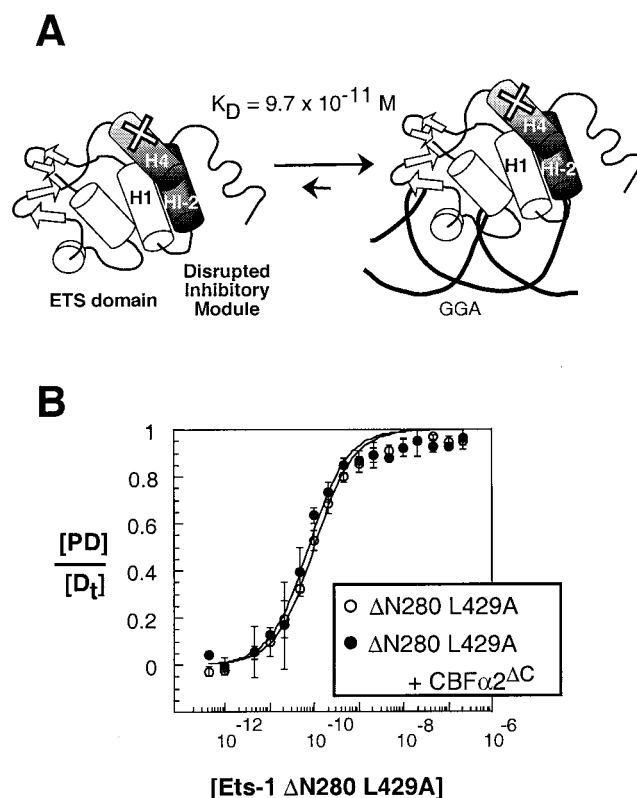 A
K_D = 9.7 x 10^-11 M
H4
H1
HI-2
H4
H1
HI-2
ETS domain
Disrupted
Inhibitory
Module
GGA
B
[PD]
[D_t]
1
0.8
0.6
0.4
0.2
0
ΔN280 L429A
ΔN280 L429A
+ CBFα2^ΔC
10^-12
10^-10
10^-8
10^-6
[Ets-1 ΔN280 L429A]